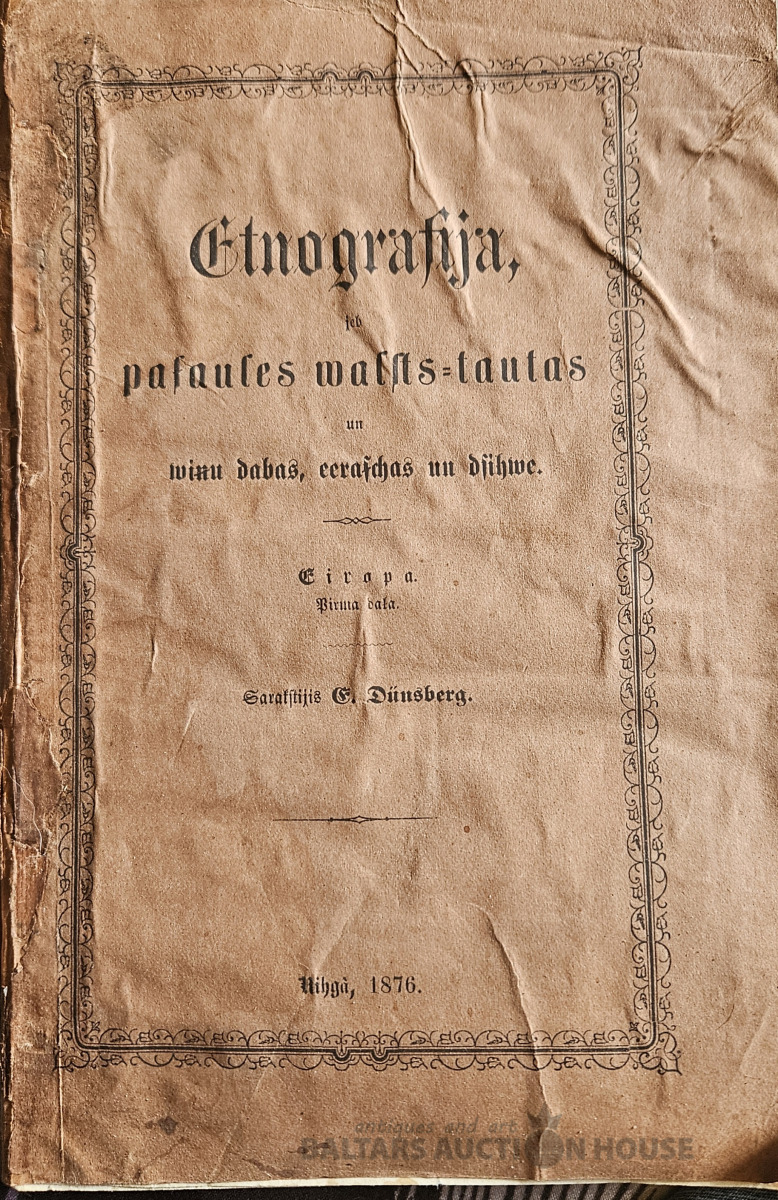 Etnografija,
jeb
pasaules walsts-tautas
un
wiņu dabas, eeraschas un dsihwe.
Eiropa.
Pirma daļa.
Sarakstijis E. Dünsberg.
Rihgâ, 1876.
antiques and art
BALTARS AUCTION HOUSE